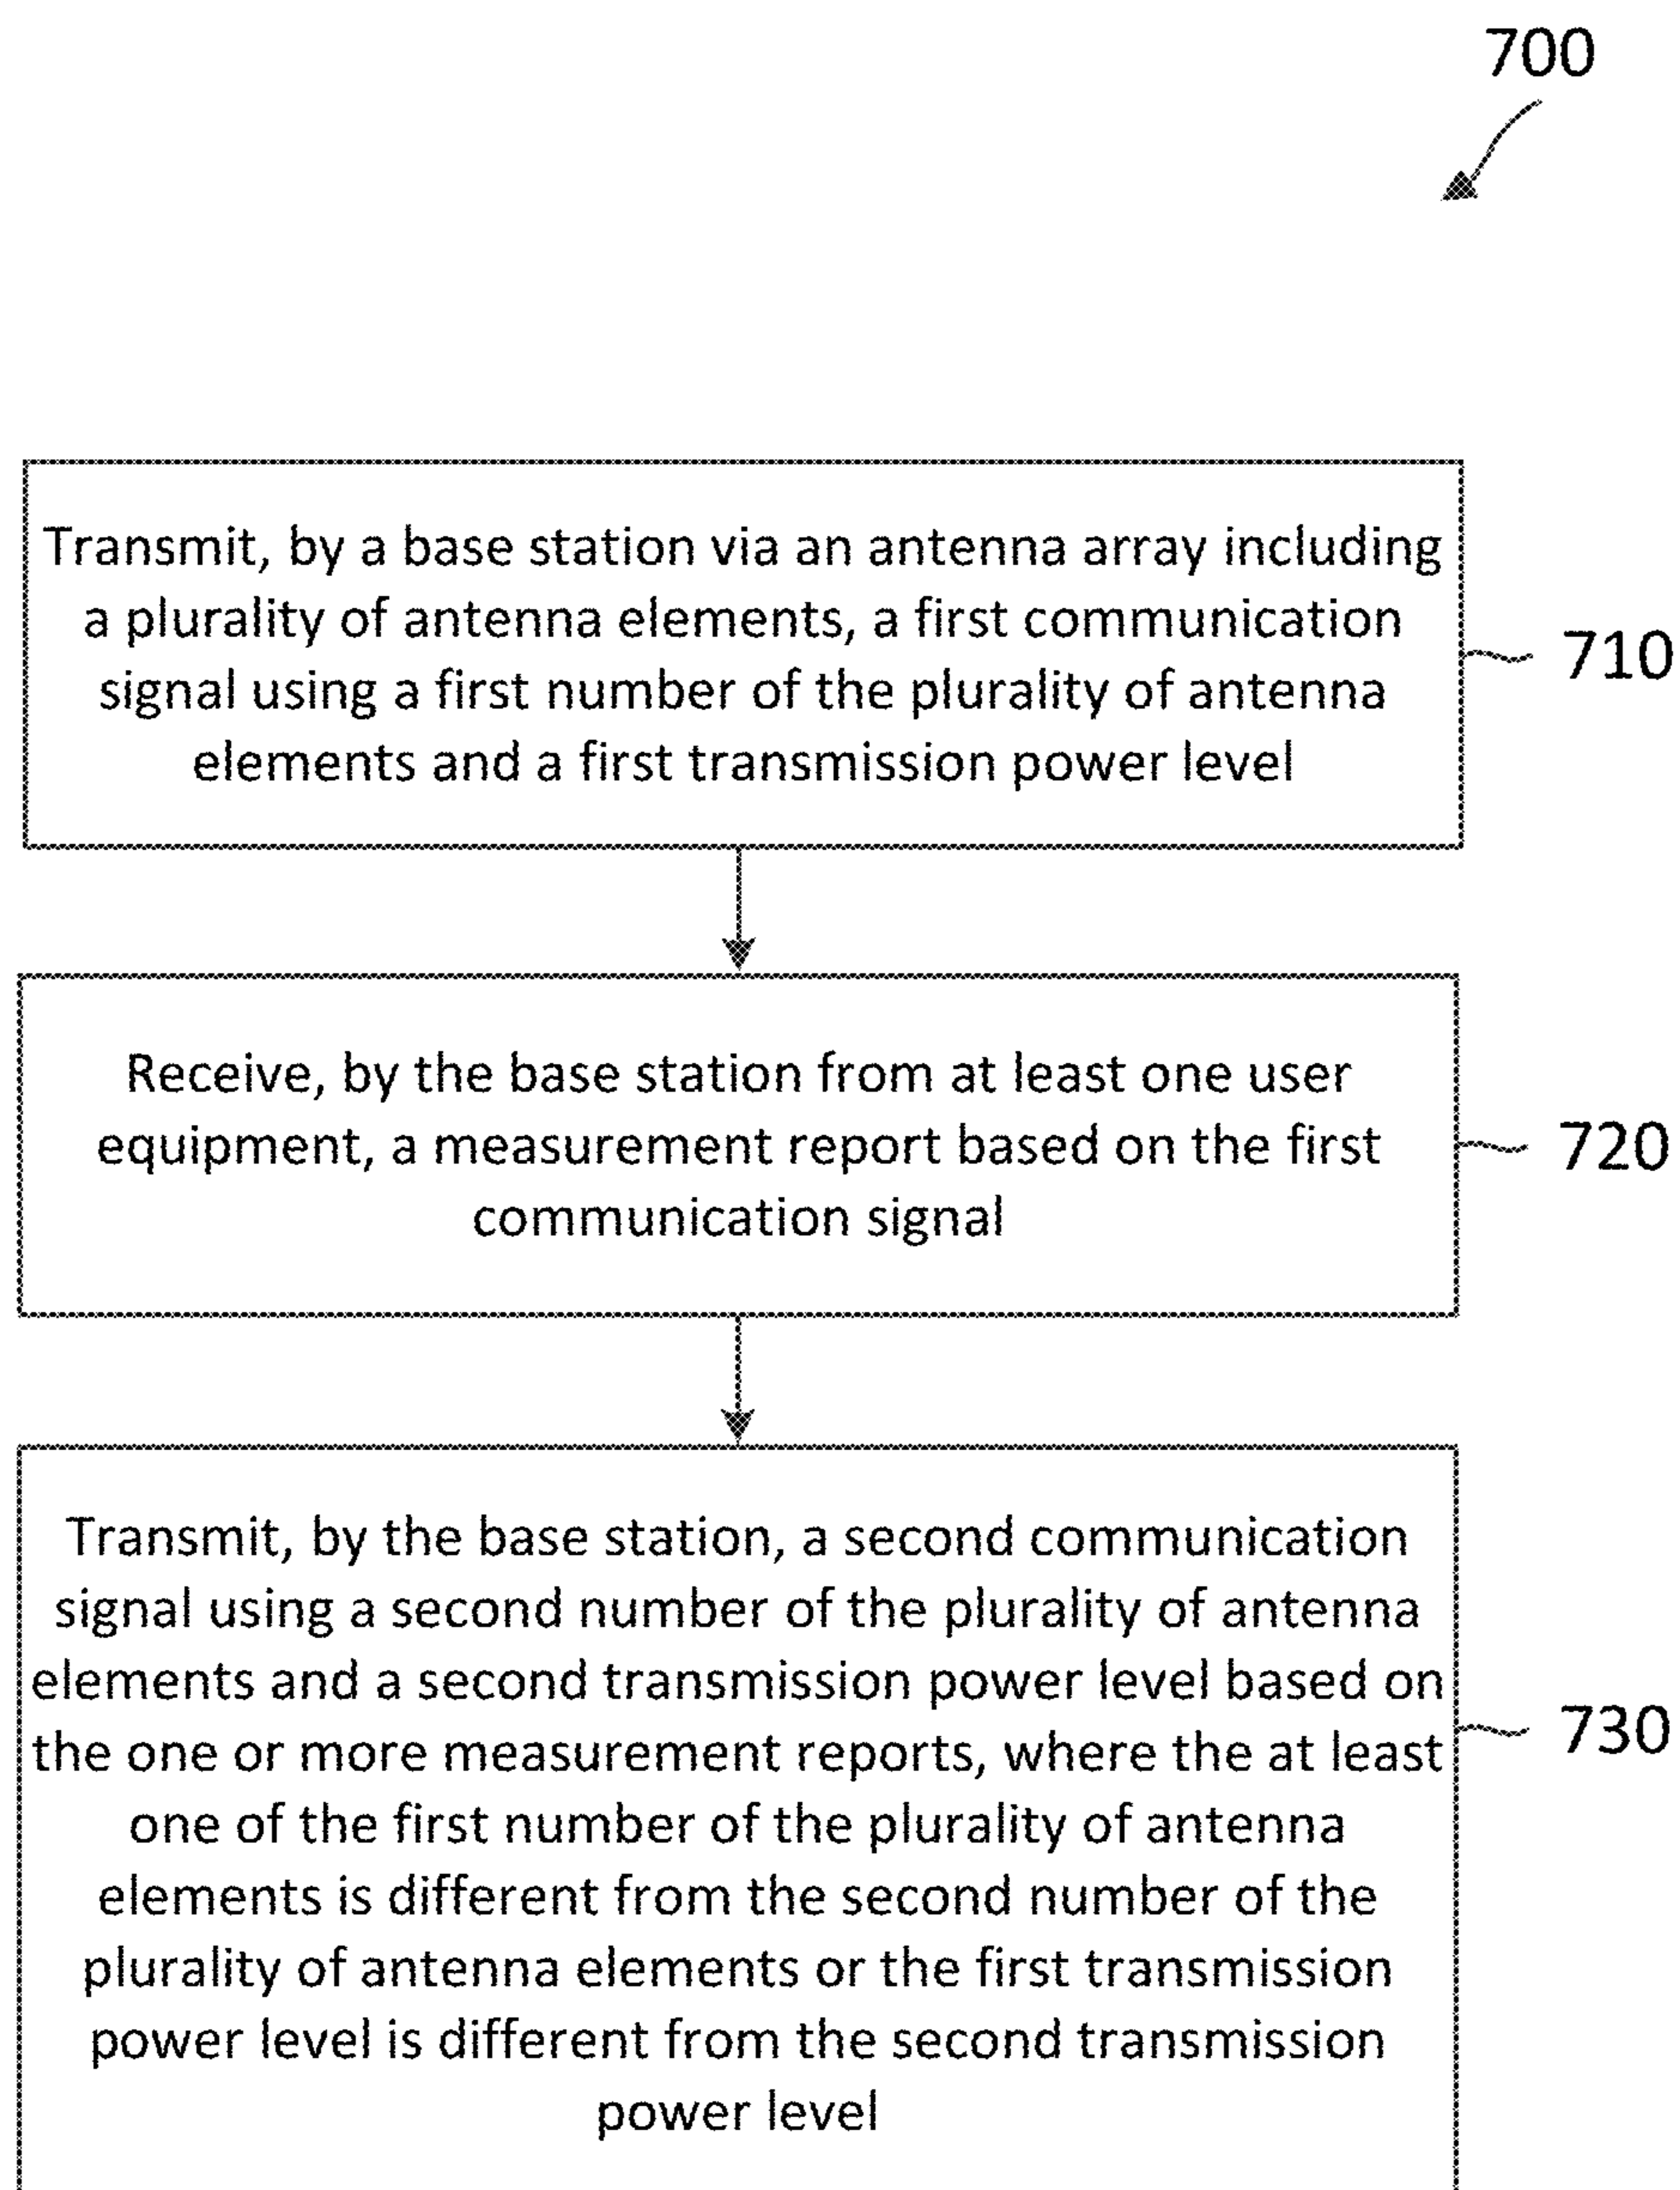 700
Transmit, by a base station via an antenna array including
a plurality of antenna elements, a first communication
signal using a first number of the plurality of antenna
elements and a first transmission power level
710
Receive, by the base station from at least one user
equipment, a measurement report based on the first
communication signal
720
Transmit, by the base station, a second communication
signal using a second number of the plurality of antenna
elements and a second transmission power level based on
the one or more measurement reports, where the at least
one of the first number of the plurality of antenna
elements is different from the second number of the
plurality of antenna elements or the first transmission
power level is different from the second transmission
power level
730